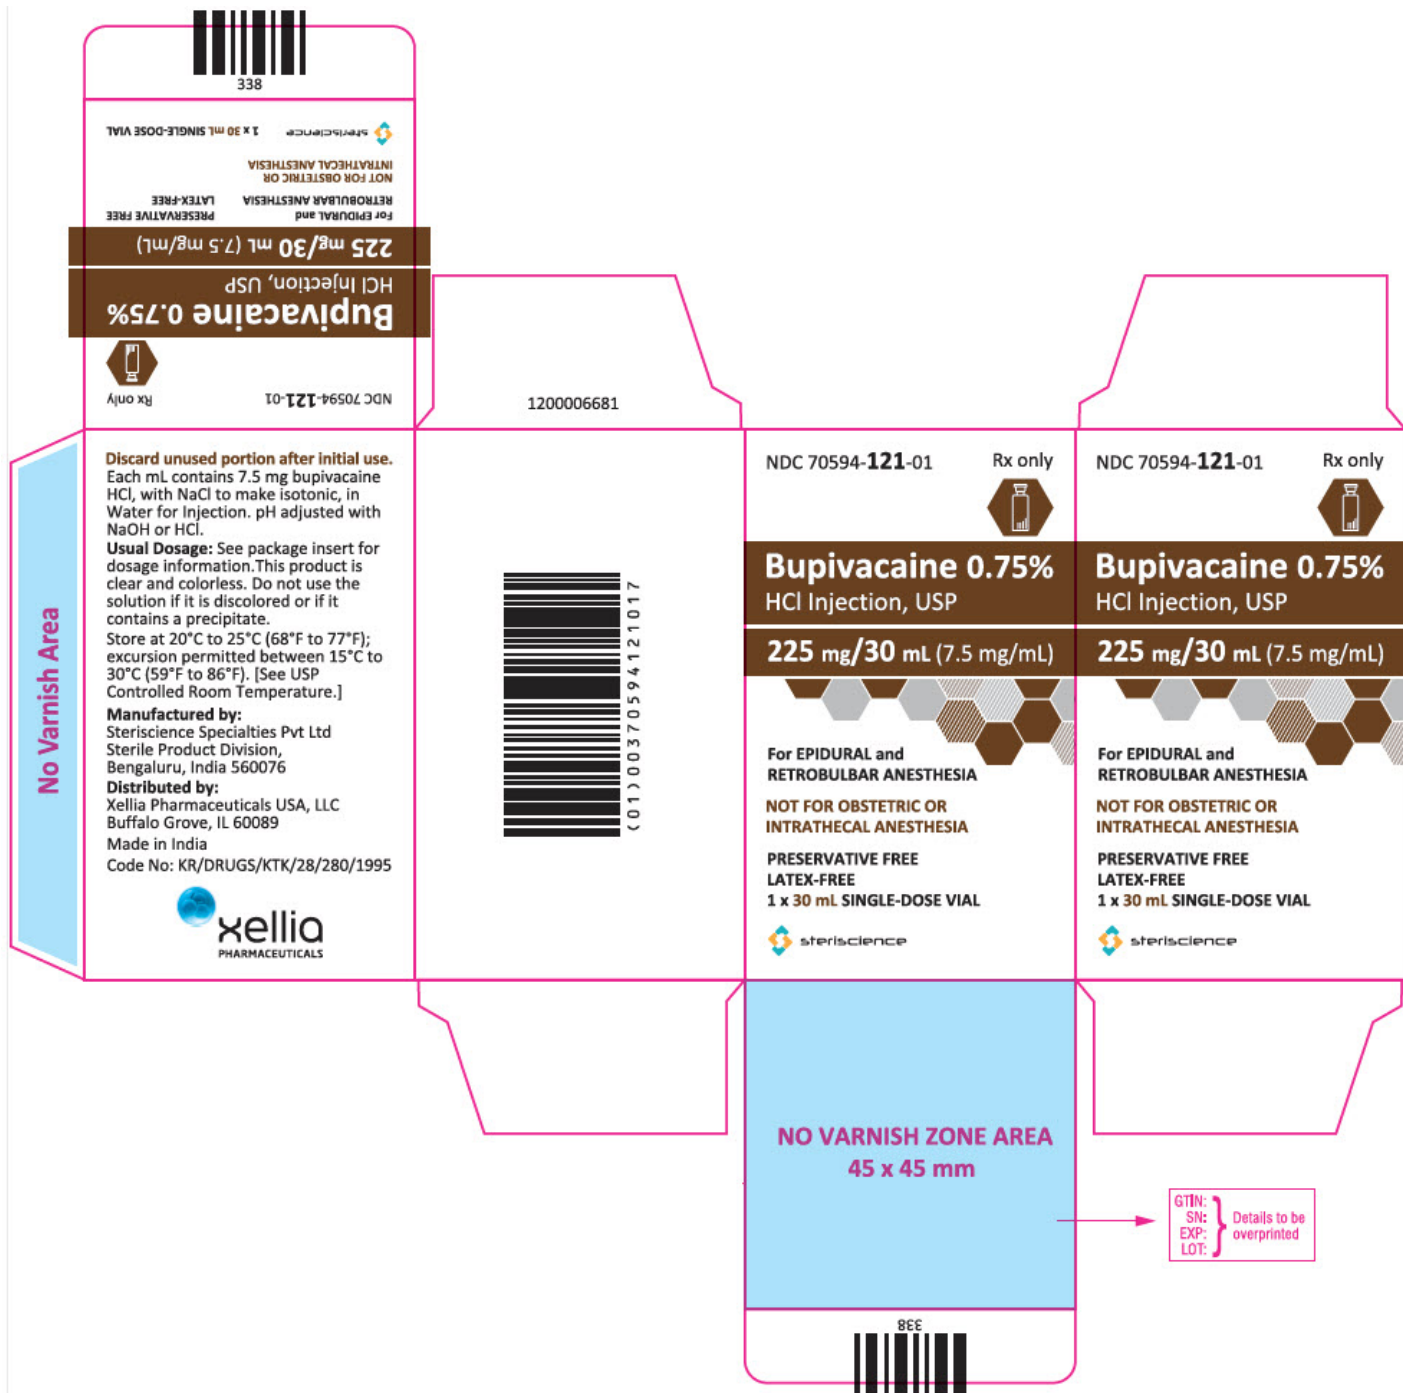 338
1 x 30 mL SINGLE-DOSE VIAL
steriscience
NOT FOR OBSTETRIC OR
INTRATHECAL ANESTHESIA
For EPIDURAL and
RETROBULBAR ANESTHESIA
PRESERVATIVE FREE
LATEX-FREE
225 mg/30 mL (7.5 mg/mL)
Bupivacaine 0.75%
HCl Injection, USP
NDC 70594-121-01
Rx only
No Varnish Area
Discard unused portion after initial use.
Each mL contains 7.5 mg bupivacaine
HCl, with NaCl to make isotonic, in
Water for Injection. pH adjusted with
NaOH or HCl.
Usual Dosage: See package insert for
dosage information.This product is
clear and colorless. Do not use the
solution if it is discolored or if it
contains a precipitate.
Store at 20°C to 25°C (68°F to 77°F);
excursion permitted between 15°C to
30°C (59°F to 86°F). [See USP
Controlled Room Temperature.]
Manufactured by:
Steriscience Specialties Pvt Ltd
Sterile Product Division,
Bengaluru, India 560076
Distributed by:
Xellia Pharmaceuticals USA, LLC
Buffalo Grove, IL 60089
Made in India
Code No: KR/DRUGS/KTK/28/280/1995
xellia
PHARMACEUTICALS
1200006681
(01)00370594121017
NDC 70594-121-01
Rx only
Bupivacaine 0.75%
HCl Injection, USP
225 mg/30 mL (7.5 mg/mL)
For EPIDURAL and
RETROBULBAR ANESTHESIA
NOT FOR OBSTETRIC OR
INTRATHECAL ANESTHESIA
PRESERVATIVE FREE
LATEX-FREE
1 x 30 mL SINGLE-DOSE VIAL
steriscience
NDC 70594-121-01
Rx only
Bupivacaine 0.75%
HCl Injection, USP
225 mg/30 mL (7.5 mg/mL)
For EPIDURAL and
RETROBULBAR ANESTHESIA
NOT FOR OBSTETRIC OR
INTRATHECAL ANESTHESIA
PRESERVATIVE FREE
LATEX-FREE
1 x 30 mL SINGLE-DOSE VIAL
steriscience
NO VARNISH ZONE AREA
45 x 45 mm
GTIN:
SN:
EXP:
LOT:
Details to be
overprinted
338